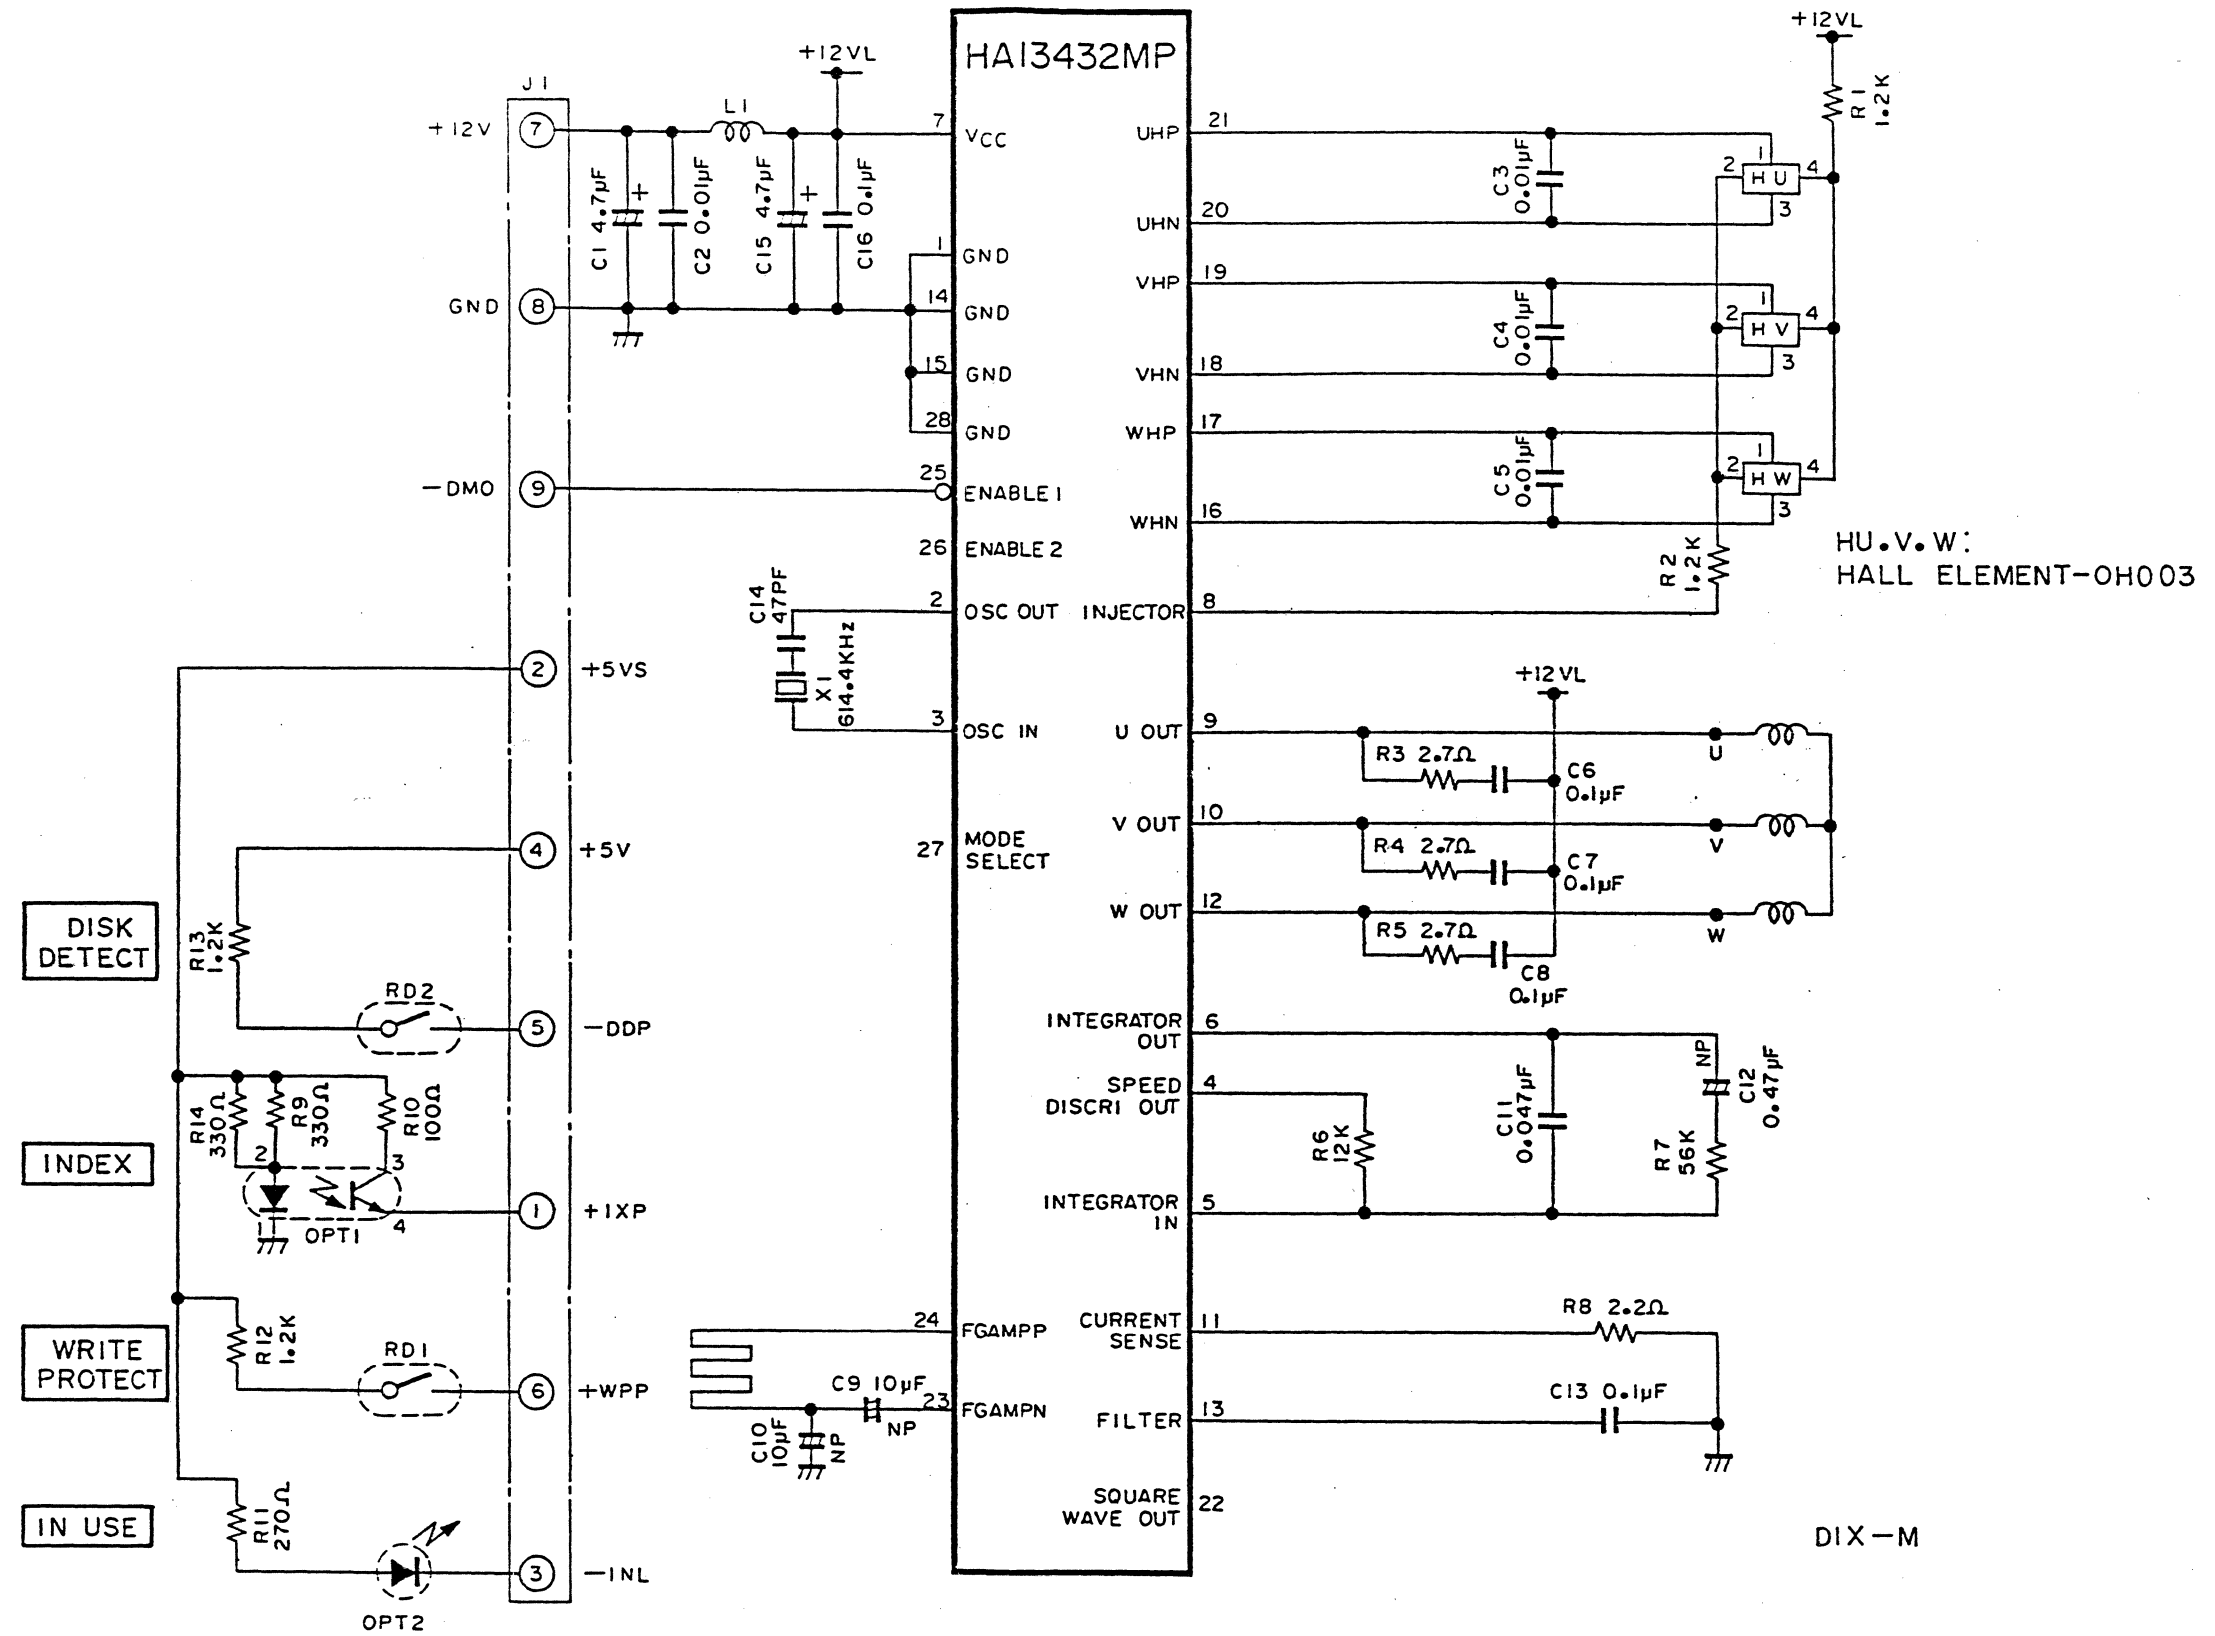 HA13432MP
J1
+12V
7
L1
+12VL
C1 4.7µF
+
C2 0.01µF
C15 4.7µF
+
C16 0.1µF
GND
8
-DMO
9
2
+5VS
4
+5V
DISK
DETECT
R13
1.2K
RD2
5
-DDP
R14
330Ω
R9
330Ω
R10
100Ω
2
3
1
4
OPT1
INDEX
1
+IXP
WRITE
PROTECT
R12
1.2K
RD1
6
+WPP
IN USE
R11
270Ω
OPT2
3
-INL
7
VCC
1
GND
14
GND
15
GND
28
GND
25
ENABLE1
26
ENABLE2
2
OSC OUT
C14
47PF
X1
614.4KHz
3
OSC IN
27
MODE
SELECT
24
FGAMPP
C9 10µF
NP
23
FGAMPN
C10
10µF
NP
UHP
21
UHN
20
VHP
19
VHN
18
WHP
17
WHN
16
INJECTOR
8
C3
0.01µF
C4
0.01µF
C5
0.01µF
+12VL
R1
1.2K
1
2
HU
4
3
1
2
HV
4
3
1
2
HW
4
3
R2
1.2K
HU.V.W:
HALL ELEMENT-OH003
U OUT
9
V OUT
10
W OUT
12
+12VL
R3 2.7Ω
C6
0.1µF
R4 2.7Ω
C7
0.1µF
R5 2.7Ω
C8
0.1µF
U
V
W
INTEGRATOR
OUT
6
SPEED
DISCRI OUT
4
INTEGRATOR
IN
5
R6
12K
C11
0.047µF
NP
C12
0.47µF
R7
56K
CURRENT
SENSE
11
R8 2.2Ω
FILTER
13
C13 0.1µF
SQUARE
WAVE OUT
22
DIX-M